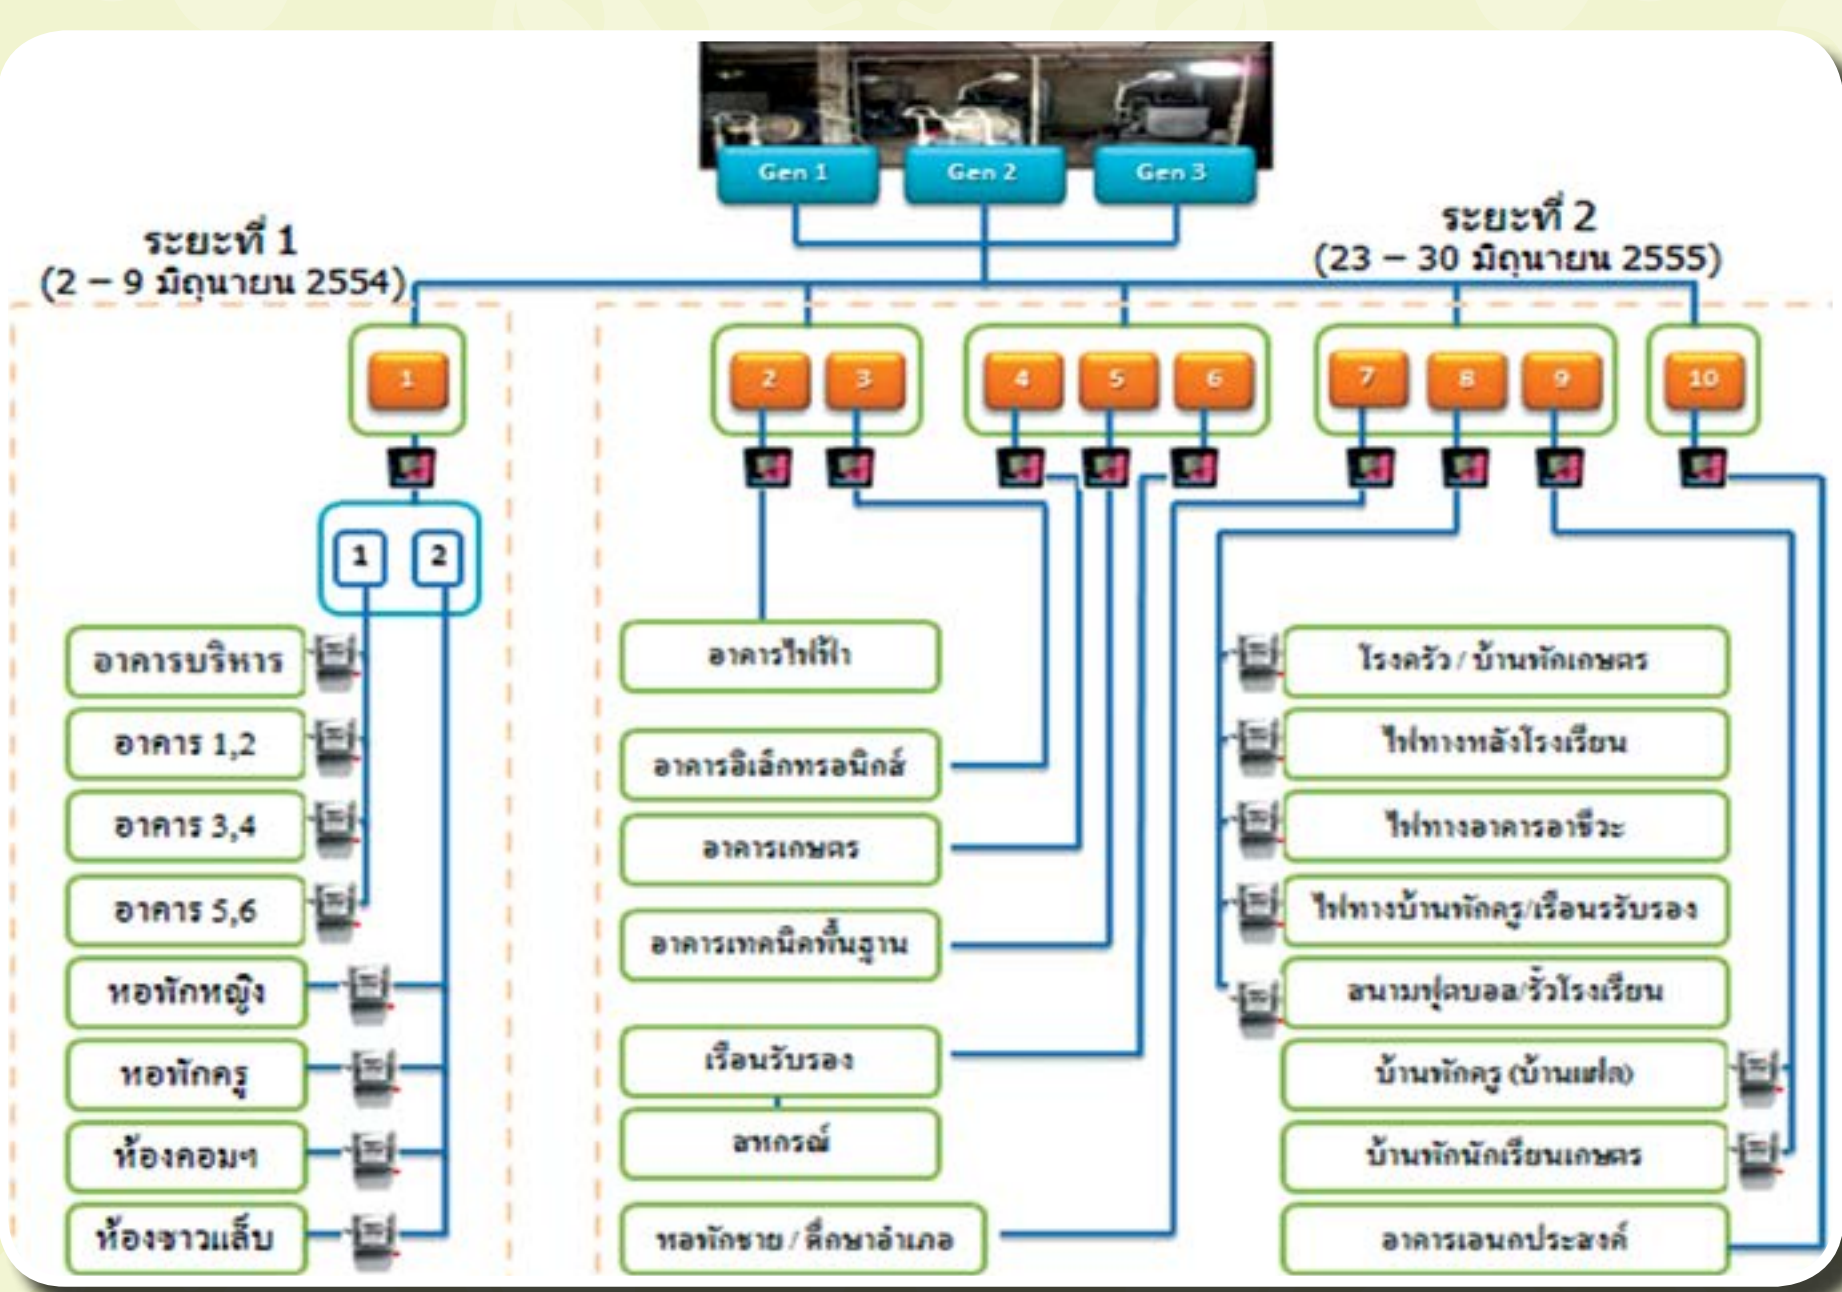 Gen 1
Gen 2
Gen 3
ระยะที่ 1
(2 – 9 มิถุนายน 2554)
ระยะที่ 2
(23 – 30 มิถุนายน 2555)
1
2
3
4
5
6
7
8
9
10
1
2
อาคารบริหาร
อาคาร 1,2
อาคาร 3,4
อาคาร 5,6
หอพักหญิง
หอพักครู
ห้องคอมฯ
ห้องซาวแล็บ
อาคารไฟฟ้า
อาคารอิเล็กทรอนิกส์
อาคารเกษตร
อาคารเทคนิคพื้นฐาน
เรือนรับรอง
สหกรณ์
หอพักชาย / ศึกษาอำเภอ
โรงครัว / บ้านพักเกษตร
ไฟทางหลังโรงเรียน
ไฟทางอาคารอาชีวะ
ไฟทางบ้านพักครู/เรือนรรับรอง
สนามฟุตบอล/รั้วโรงเรียน
บ้านพักครู (บ้านแฝด)
บ้านพักนักเรียนเกษตร
อาคารเอนกประสงค์